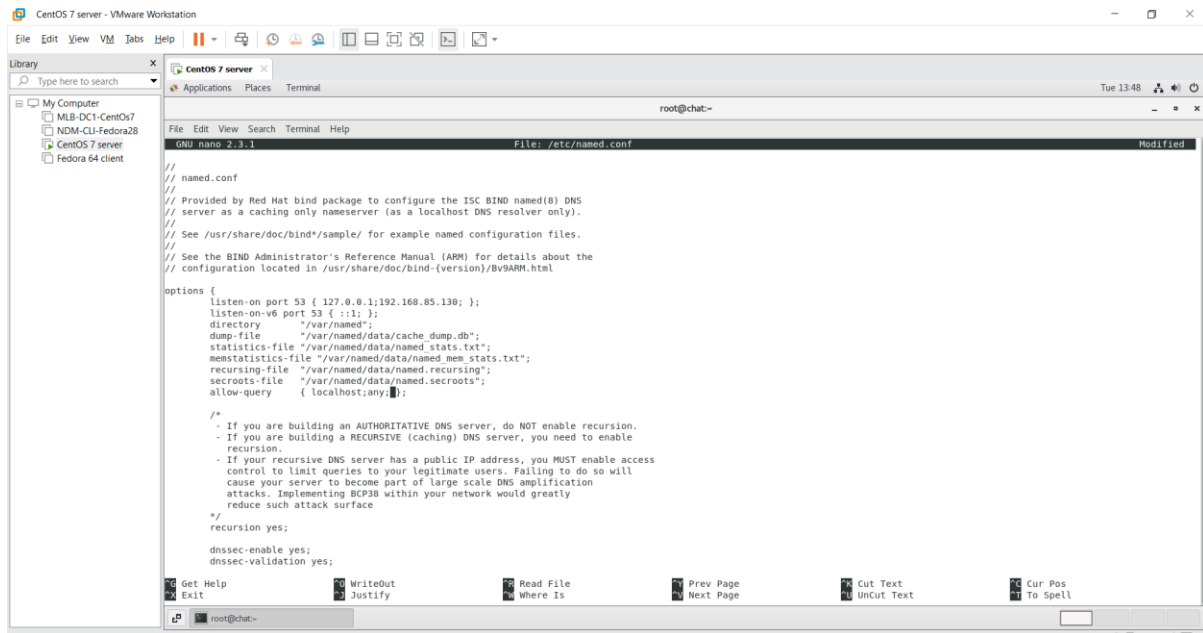 CentOS 7 server - VMware Workstation
File Edit View VM Tabs Help
Library
Type here to search
My Computer
MLB-DC1-CentOs7
NDM-CLI-Fedora28
CentOS 7 server
Fedora 64 client
CentOS 7 server
Applications Places Terminal Tue 13:48
root@chat:~
File Edit View Search Terminal Help
GNU nano 2.3.1 File: /etc/named.conf Modified
//
// named.conf
//
// Provided by Red Hat bind package to configure the ISC BIND named(8) DNS
// server as a caching only nameserver (as a localhost DNS resolver only).
//
// See /usr/share/doc/bind*/sample/ for example named configuration files.
//
// See the BIND Administrator's Reference Manual (ARM) for details about the
// configuration located in /usr/share/doc/bind-{version}/Bv9ARM.html
options {
listen-on port 53 { 127.0.0.1;192.168.85.130; };
listen-on-v6 port 53 { ::1; };
directory "/var/named";
dump-file "/var/named/data/cache_dump.db";
statistics-file "/var/named/data/named_stats.txt";
memstatistics-file "/var/named/data/named_mem_stats.txt";
recursing-file "/var/named/data/named.recursing";
secroots-file "/var/named/data/named.secroots";
allow-query { localhost;any; };
/*
- If you are building an AUTHORITATIVE DNS server, do NOT enable recursion.
- If you are building a RECURSIVE (caching) DNS server, you need to enable
recursion.
- If your recursive DNS server has a public IP address, you MUST enable access
control to limit queries to your legitimate users. Failing to do so will
cause your server to become part of large scale DNS amplification
attacks. Implementing BCP38 within your network would greatly
reduce such attack surface
*/
recursion yes;
dnssec-enable yes;
dnssec-validation yes;
^G Get Help ^O WriteOut ^R Read File ^Y Prev Page ^K Cut Text ^C Cur Pos
^X Exit ^J Justify ^W Where Is ^V Next Page ^U UnCut Text ^T To Spell
root@chat:~